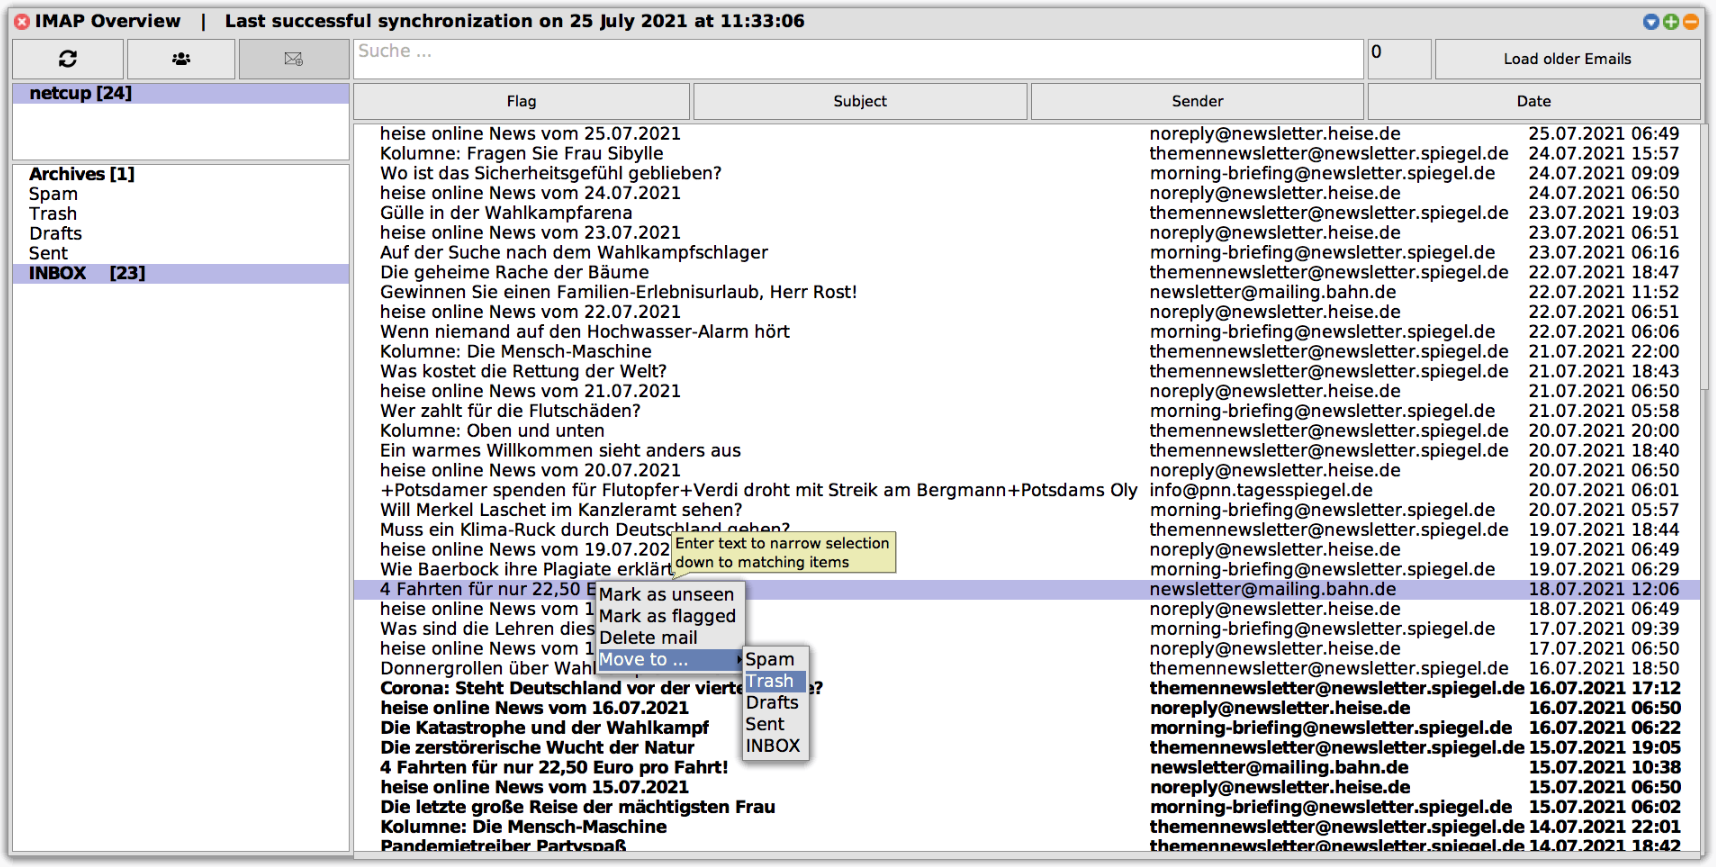 IMAP Overview | Last successful synchronization on 25 July 2021 at 11:33:06
Suche ... 0 Load older Emails
netcup [24]
Archives [1]
Spam
Trash
Drafts
Sent
INBOX [23]
Flag Subject Sender Date
heise online News vom 25.07.2021 noreply@newsletter.heise.de 25.07.2021 06:49
Kolumne: Fragen Sie Frau Sibylle themennewsletter@newsletter.spiegel.de 24.07.2021 15:57
Wo ist das Sicherheitsgefühl geblieben? morning-briefing@newsletter.spiegel.de 24.07.2021 09:09
heise online News vom 24.07.2021 noreply@newsletter.heise.de 24.07.2021 06:50
Gülle in der Wahlkampfarena themennewsletter@newsletter.spiegel.de 23.07.2021 19:03
heise online News vom 23.07.2021 noreply@newsletter.heise.de 23.07.2021 06:51
Auf der Suche nach dem Wahlkampfschlager morning-briefing@newsletter.spiegel.de 23.07.2021 06:16
Die geheime Rache der Bäume themennewsletter@newsletter.spiegel.de 22.07.2021 18:47
Gewinnen Sie einen Familien-Erlebnisurlaub, Herr Rost! newsletter@mailing.bahn.de 22.07.2021 11:52
heise online News vom 22.07.2021 noreply@newsletter.heise.de 22.07.2021 06:51
Wenn niemand auf den Hochwasser-Alarm hört morning-briefing@newsletter.spiegel.de 22.07.2021 06:06
Kolumne: Die Mensch-Maschine themennewsletter@newsletter.spiegel.de 21.07.2021 22:00
Was kostet die Rettung der Welt? themennewsletter@newsletter.spiegel.de 21.07.2021 18:43
heise online News vom 21.07.2021 noreply@newsletter.heise.de 21.07.2021 06:50
Wer zahlt für die Flutschäden? morning-briefing@newsletter.spiegel.de 21.07.2021 05:58
Kolumne: Oben und unten themennewsletter@newsletter.spiegel.de 20.07.2021 20:00
Ein warmes Willkommen sieht anders aus themennewsletter@newsletter.spiegel.de 20.07.2021 18:40
heise online News vom 20.07.2021 noreply@newsletter.heise.de 20.07.2021 06:50
+Potsdamer spenden für Flutopfer+Verdi droht mit Streik am Bergmann+Potsdams Oly info@pnn.tagesspiegel.de 20.07.2021 06:01
Will Merkel Laschet im Kanzleramt sehen? morning-briefing@newsletter.spiegel.de 20.07.2021 05:57
Muss ein Klima-Ruck durch Deutschland gehen? themennewsletter@newsletter.spiegel.de 19.07.2021 18:44
heise online News vom 19.07.202 noreply@newsletter.heise.de 19.07.2021 06:49
Wie Baerbock ihre Plagiate erklärt morning-briefing@newsletter.spiegel.de 19.07.2021 06:29
4 Fahrten für nur 22,50 E newsletter@mailing.bahn.de 18.07.2021 12:06
heise online News vom 1 noreply@newsletter.heise.de 18.07.2021 06:49
Was sind die Lehren dies morning-briefing@newsletter.spiegel.de 17.07.2021 09:39
heise online News vom 1 noreply@newsletter.heise.de 17.07.2021 06:50
Donnergrollen über Wahl themennewsletter@newsletter.spiegel.de 16.07.2021 18:50
Corona: Steht Deutschland vor der vierte ? themennewsletter@newsletter.spiegel.de 16.07.2021 17:12
heise online News vom 16.07.2021 noreply@newsletter.heise.de 16.07.2021 06:50
Die Katastrophe und der Wahlkampf morning-briefing@newsletter.spiegel.de 16.07.2021 06:22
Die zerstörerische Wucht der Natur themennewsletter@newsletter.spiegel.de 15.07.2021 19:05
4 Fahrten für nur 22,50 Euro pro Fahrt! newsletter@mailing.bahn.de 15.07.2021 10:38
heise online News vom 15.07.2021 noreply@newsletter.heise.de 15.07.2021 06:50
Die letzte große Reise der mächtigsten Frau morning-briefing@newsletter.spiegel.de 15.07.2021 06:02
Kolumne: Die Mensch-Maschine themennewsletter@newsletter.spiegel.de 14.07.2021 22:01
Pandemietreiber Partyspaß themennewsletter@newsletter.spiegel.de 14.07.2021 18:42
Enter text to narrow selection
down to matching items
Mark as unseen
Mark as flagged
Delete mail
Move to ...
Spam
Trash
Drafts
Sent
INBOX